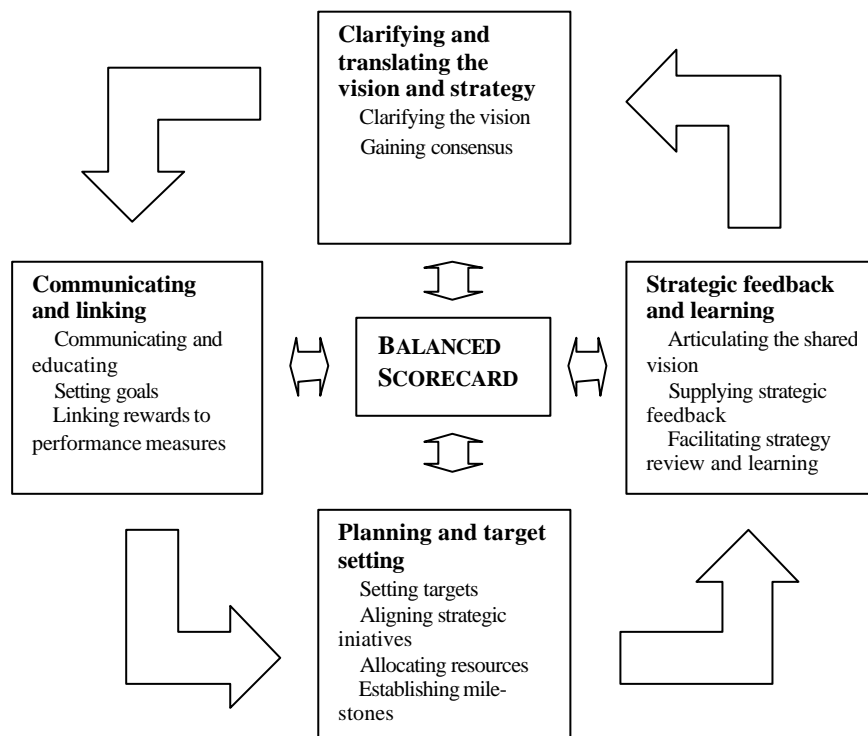 Clarifying and
translating the
vision and strategy
Clarifying the vision
Gaining consensus
Communicating
and linking
Communicating and
educating
Setting goals
Linking rewards to
performance measures
BALANCED
SCORECARD
Strategic feedback
and learning
Articulating the shared
vision
Supplying strategic
feedback
Facilitating strategy
review and learning
Planning and target
setting
Setting targets
Aligning strategic
iniatives
Allocating resources
Establishing mile-
stones